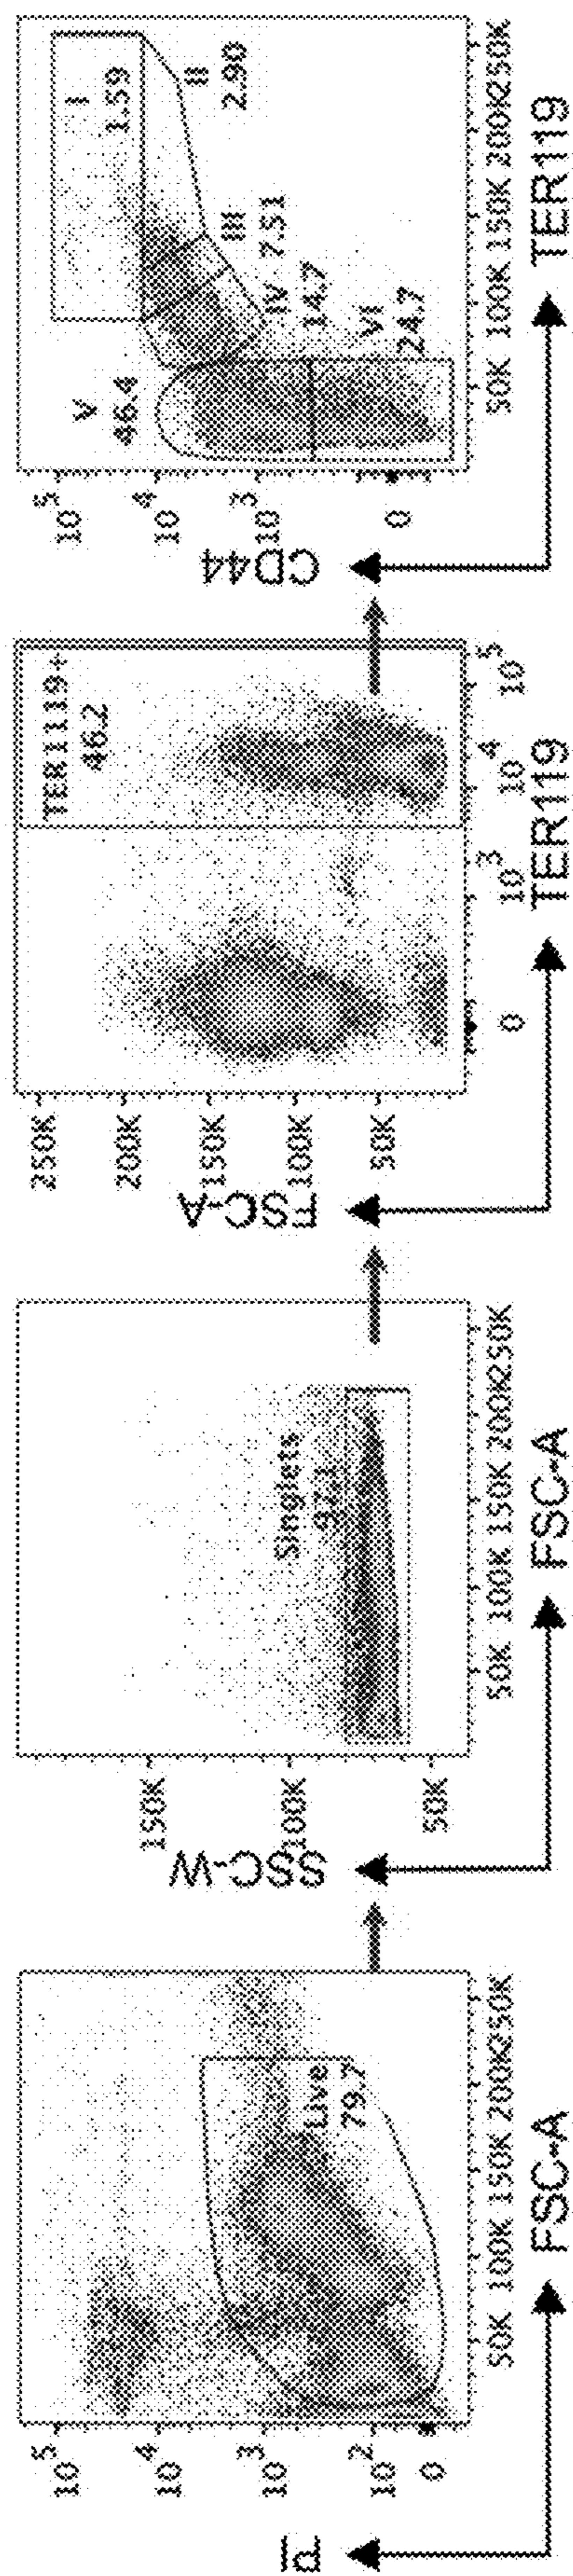 PI
10^5
10^4
10^3
10^2
0
Live
79.7
50K 100K 150K 200K 250K
FSC-A
SSC-W
150K
100K
50K
Singlets
97.1
50K 100K 150K 200K 250K
FSC-A
FSC-A
250K
200K
150K
100K
50K
TER1119+
46.2
0 10^3 10^4 10^5
TER119
CD44
10^5
10^4
10^3
0
I
1.59
II
2.90
III
7.51
IV
14.7
V
46.4
VI
24.7
50K 100K 150K 200K 250K
TER119